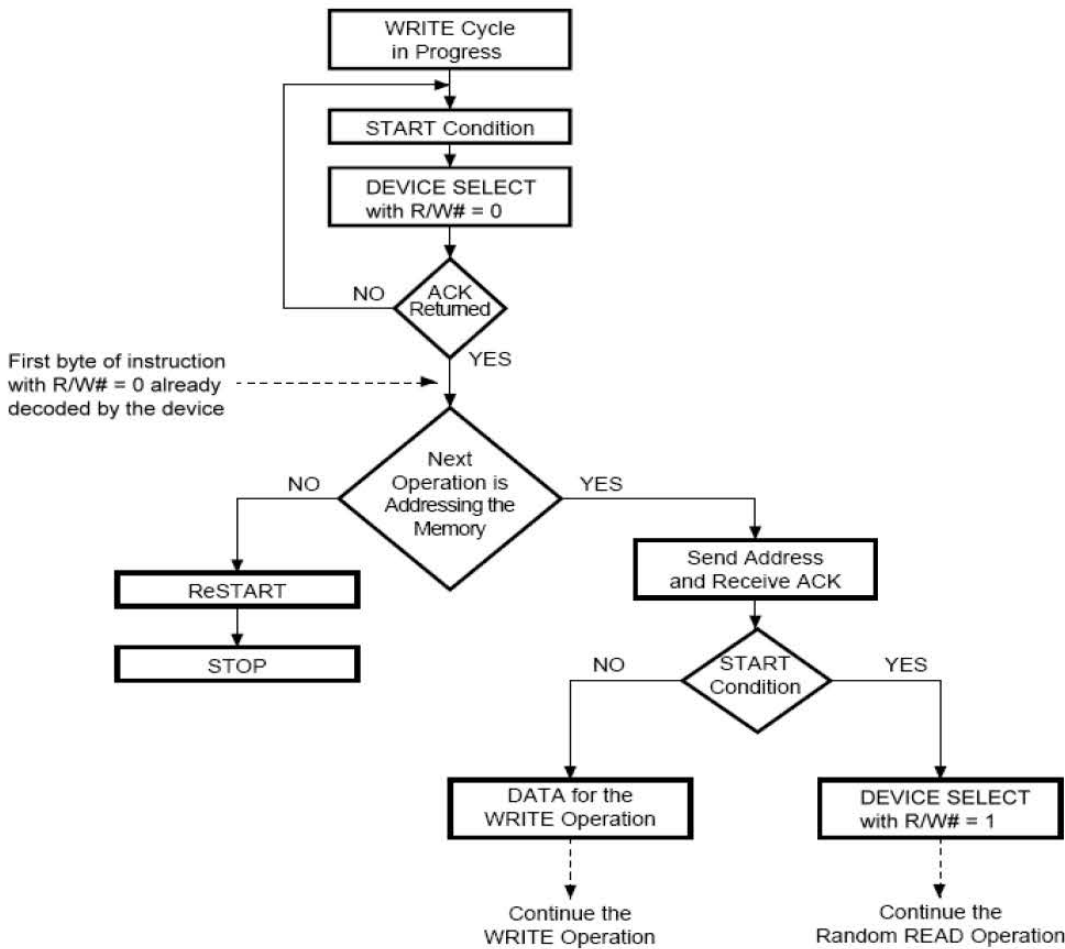 WRITE Cycle
in Progress
START Condition
DEVICE SELECT
with R/W# = 0
ACK
Returned
NO
YES
First byte of instruction
with R/W# = 0 already
decoded by the device
Next
Operation is
Addressing the
Memory
NO
YES
ReSTART
STOP
Send Address
and Receive ACK
START
Condition
NO
YES
DATA for the
WRITE Operation
DEVICE SELECT
with R/W# = 1
Continue the
WRITE Operation
Continue the
Random READ Operation